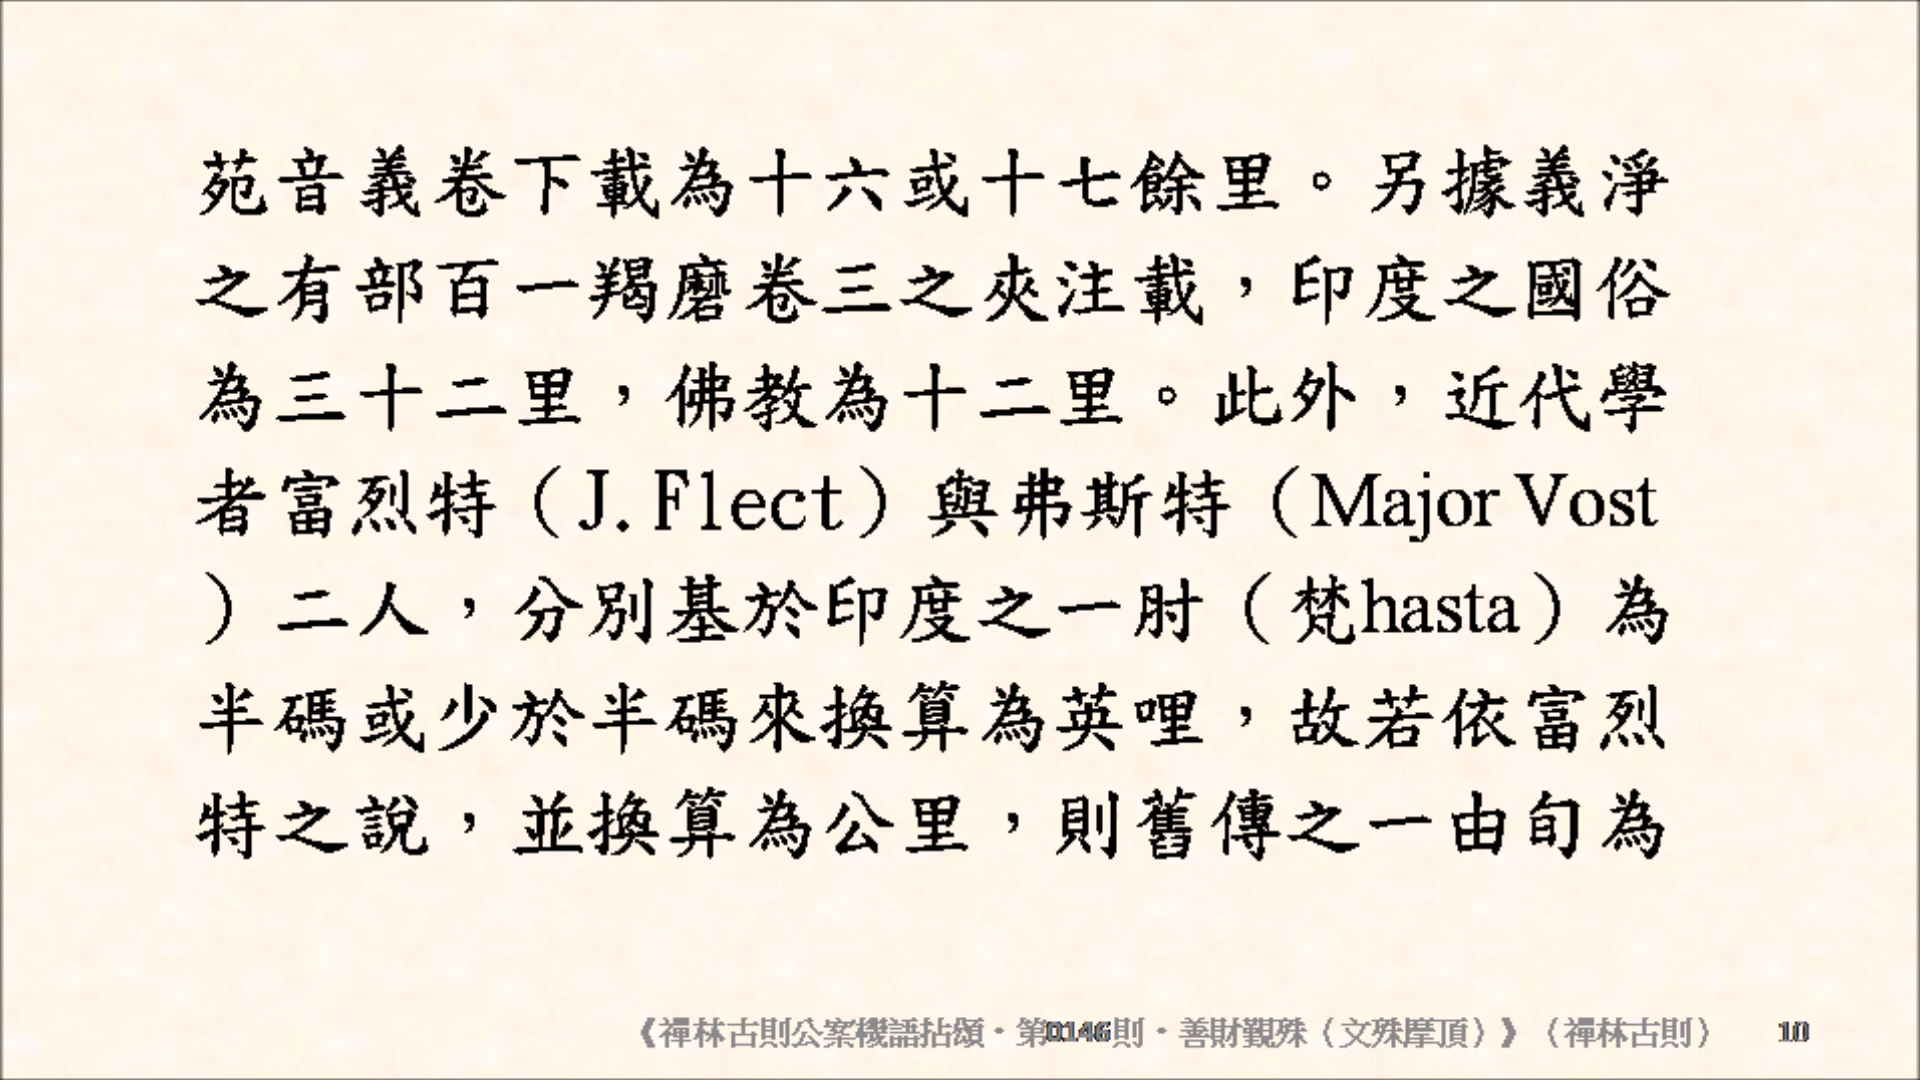 苑音義卷下載為十六或十七餘里。另據義淨
之有部百一羯磨卷三之夾注載，印度之國俗
為三十二里，佛教為十二里。此外，近代學
者富烈特（J. Flect）與弗斯特（Major Vost
）二人，分別基於印度之一肘（梵hasta）為
半碼或少於半碼來換算為英哩，故若依富烈
特之說，並換算為公里，則舊傳之一由旬為
《禪林古則公案機語拈頌·第0146則·善財觀殊（文殊摩頂）》（禪林古則） 10